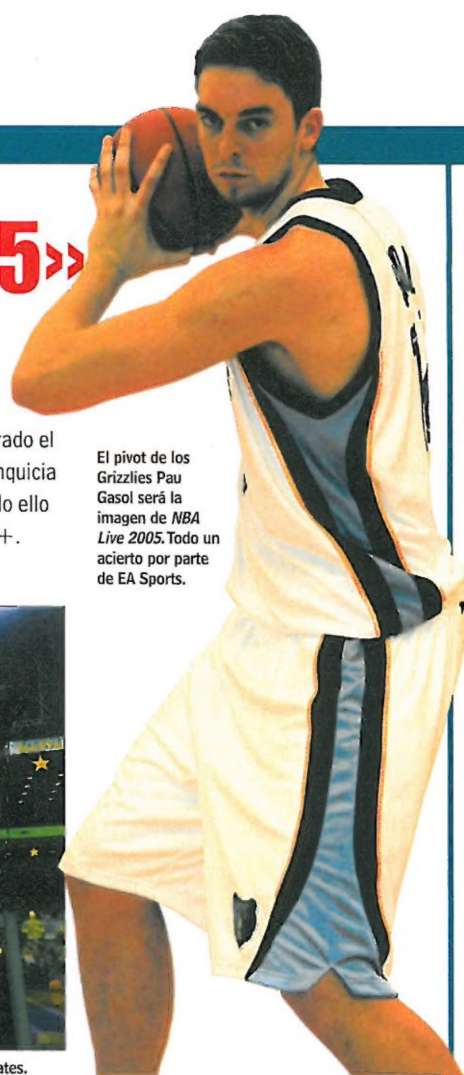 5»
rado el
nquicia
lo ello
+.
El pivot de los
Grizzlies Pau
Gasol será la
imagen de NBA
Live 2005. Todo un
acierto por parte
de EA Sports.
ates.